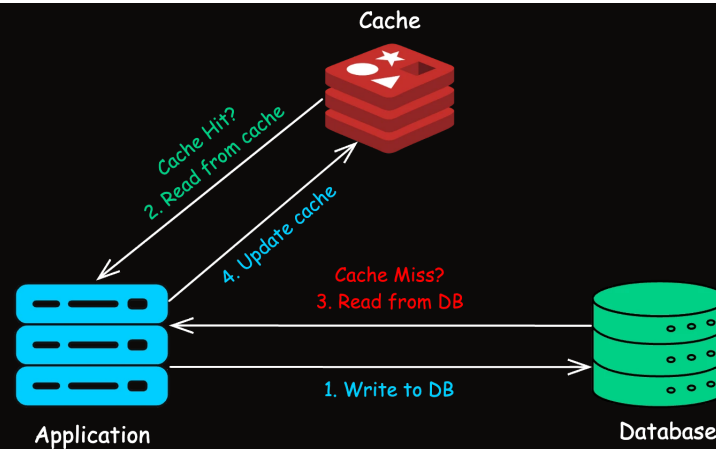 Cache
Cache Hit?
2. Read from cache
4. Update cache
Cache Miss?
3. Read from DB
1. Write to DB
Application
Database